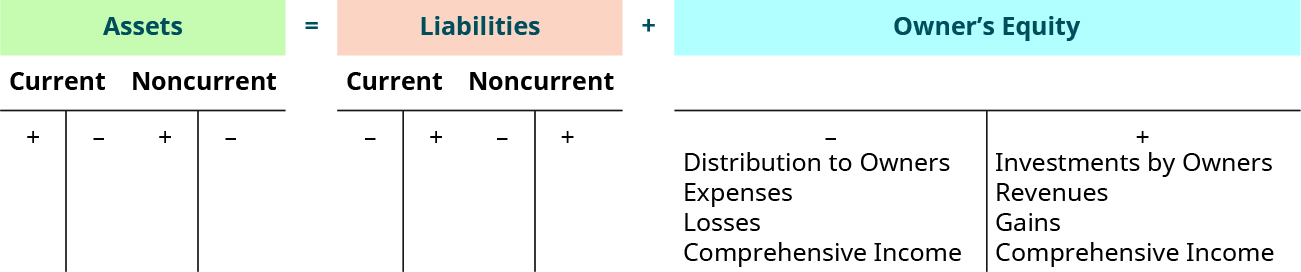 Assets = Liabilities + Owner’s Equity
Current Noncurrent Current Noncurrent
+ – + – – + – + – +
Distribution to Owners Investments by Owners
Expenses Revenues
Losses Gains
Comprehensive Income Comprehensive Income